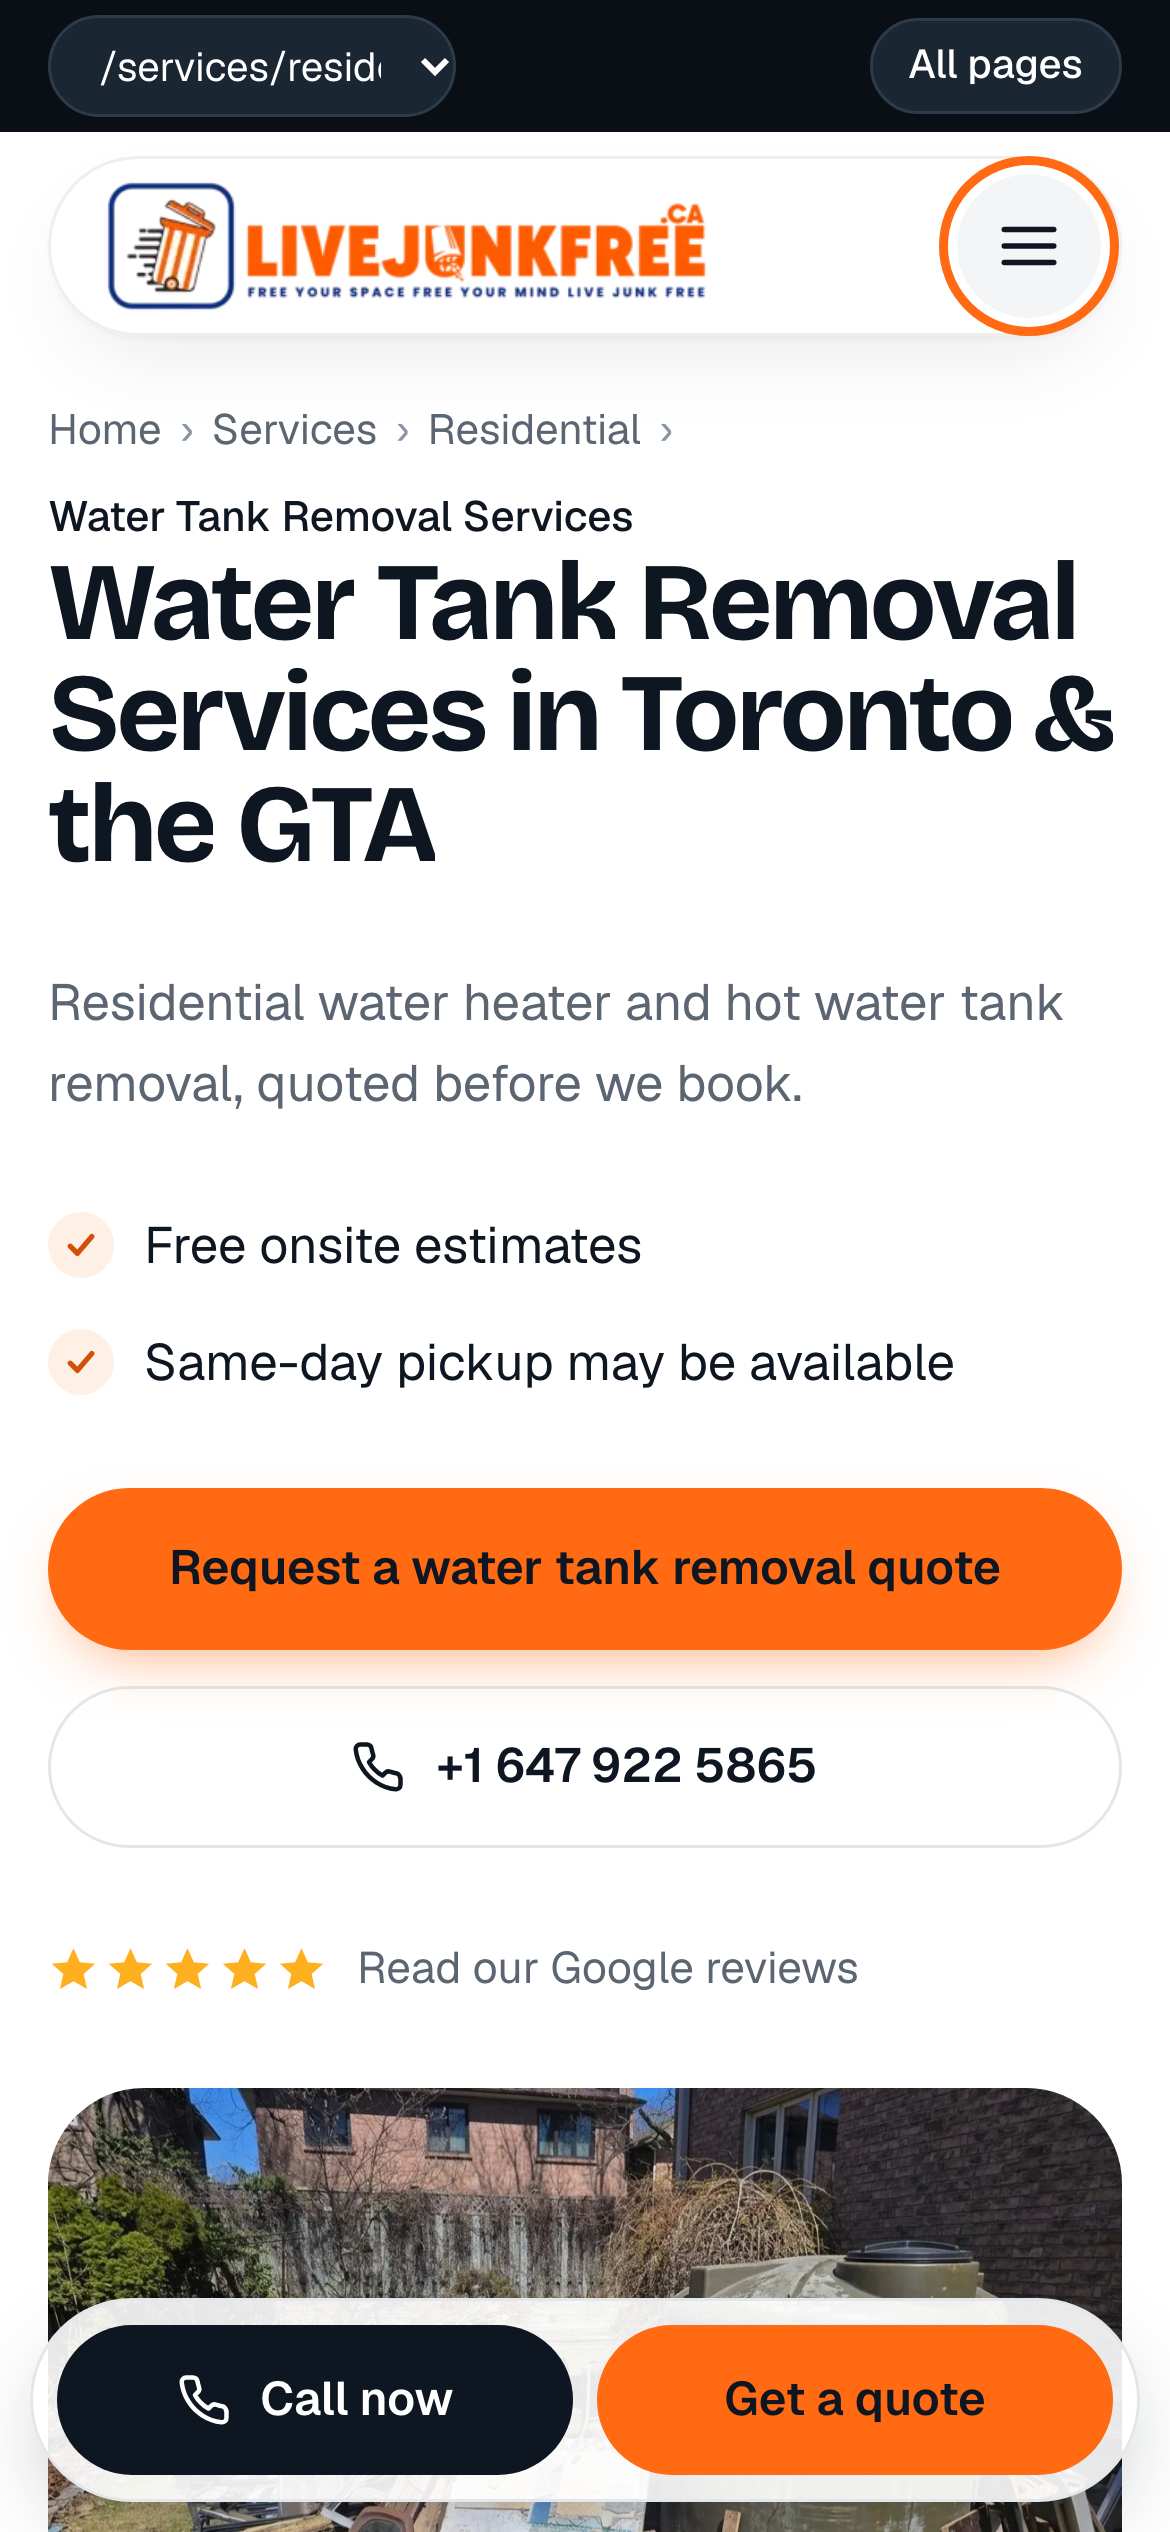 /services/resid
All pages
LIVEJUNKFREE.CA
FREE YOUR SPACE FREE YOUR MIND LIVE JUNK FREE
Home › Services › Residential ›
Water Tank Removal Services
Water Tank Removal
Services in Toronto &
the GTA
Residential water heater and hot water tank
removal, quoted before we book.
Free onsite estimates
Same-day pickup may be available
Request a water tank removal quote
+1 647 922 5865
Read our Google reviews
Call now
Get a quote